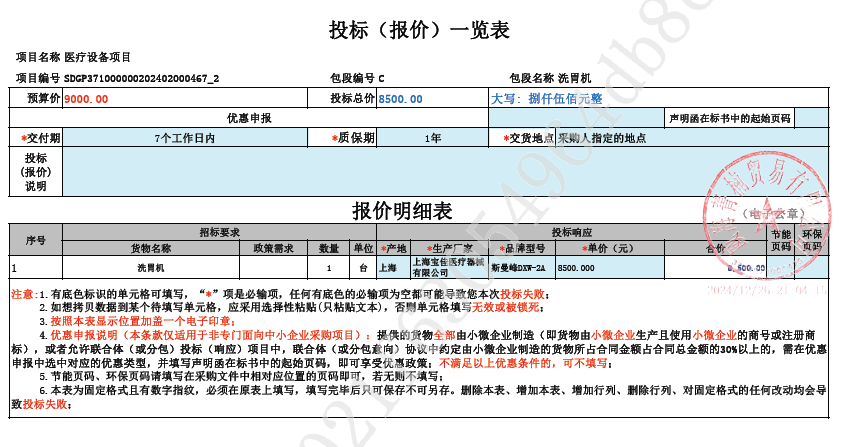 投标（报价）一览表
项目名称 医疗设备项目
项目编号 SDGP371000000202402000467_2 包段编号 C 包段名称 洗胃机
预算价 9000.00 投标总价 8500.00 大写: 捌仟伍佰元整
优惠申报 声明函在标书中的起始页码
*交付期 7个工作日内 *质保期 1年 *交货地点 采购人指定的地点
投标
(报价)
说明
报价明细表
（电子公章）
序号 招标要求 投标响应 节能页码 环保页码
货物名称 政策需求 数量 单位 *产地 *生产厂家 *品牌型号 *单价（元） 合价
1 洗胃机 1 台 上海 上海宝佳医疗器械有限公司 斯曼峰DXW-2A 8500.000 8,500.00
2024/12/26 21:04:15
注意:1.有底色标识的单元格可填写，“*”项是必输项，任何有底色的必输项为空都可能导致您本次投标失败;
2.如想拷贝数据到某个待填写单元格，应采用选择性粘贴(只粘贴文本)，否则单元格填写无效或被锁死;
3.按照本表显示位置加盖一个电子印章;
4.优惠申报说明（本条款仅适用于非专门面向中小企业采购项目）：提供的货物全部由小微企业制造（即货物由小微企业生产且使用小微企业的商号或注册商
标），或者允许联合体（或分包）投标（响应）项目中，联合体（或分包意向）协议中约定由小微企业制造的货物所占合同金额占合同总金额的30%以上的，需在优惠
申报中选中对应的优惠类型，并填写声明函在标书中的起始页码，即可享受优惠政策; 不满足以上优惠条件的，可不填写;
5.节能页码、环保页码请填写在采购文件中相对应位置的页码即可，若无则不填写;
6.本表为固定格式且有数字指纹，必须在原表上填写，填写完毕后只可保存不可另存。删除本表、增加本表、增加行列、删除行列、对固定格式的任何改动均会导
致投标失败;